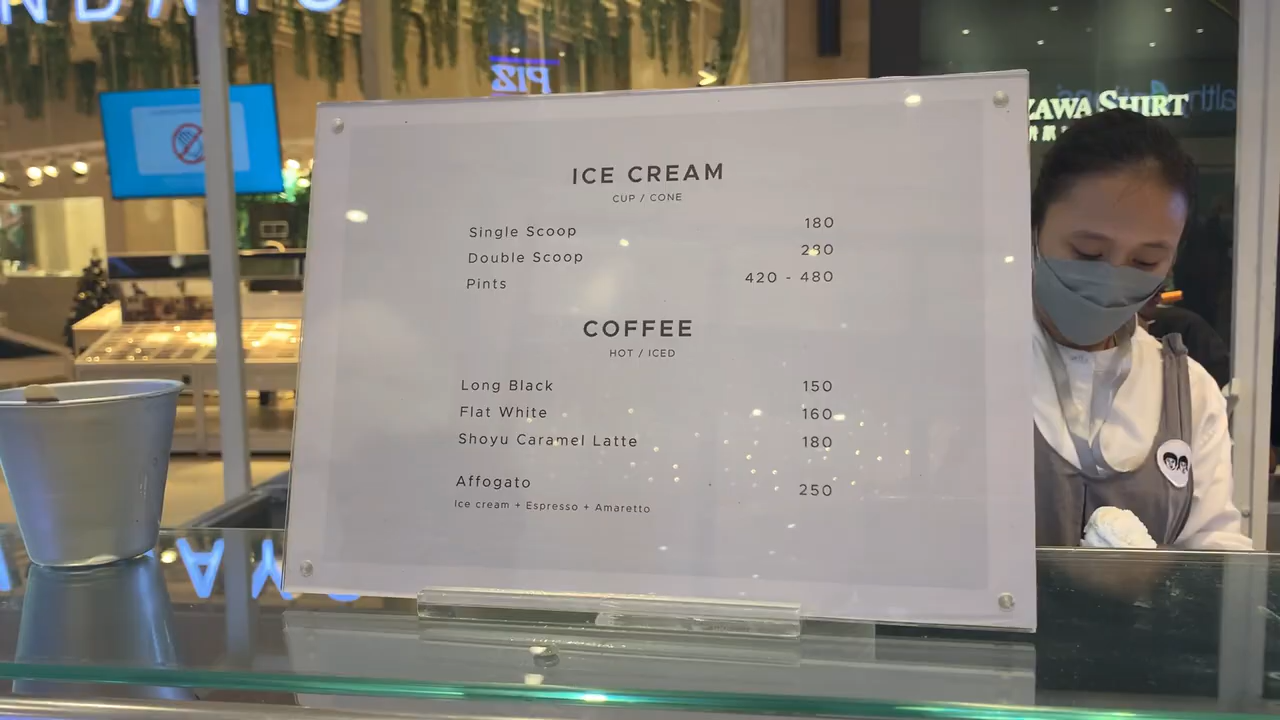 ICE CREAM
CUP / CONE
Single Scoop 180
Double Scoop 280
Pints 420 - 480
COFFEE
HOT / ICED
Long Black 150
Flat White 160
Shoyu Caramel Latte 180
Affogato 250
Ice cream + Espresso + Amaretto
ZAWA SHIRT